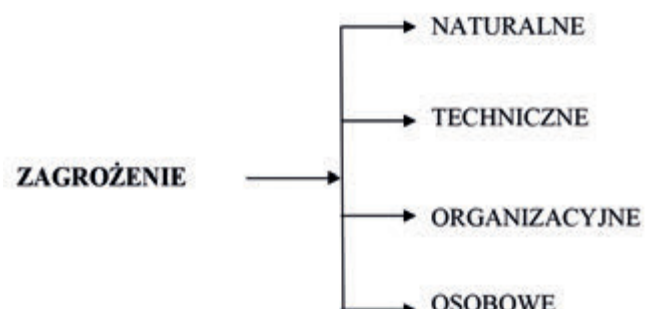 NATURALNE
TECHNICZNE
ZAGROŻENIE
ORGANIZACYJNE
OSOBOWE